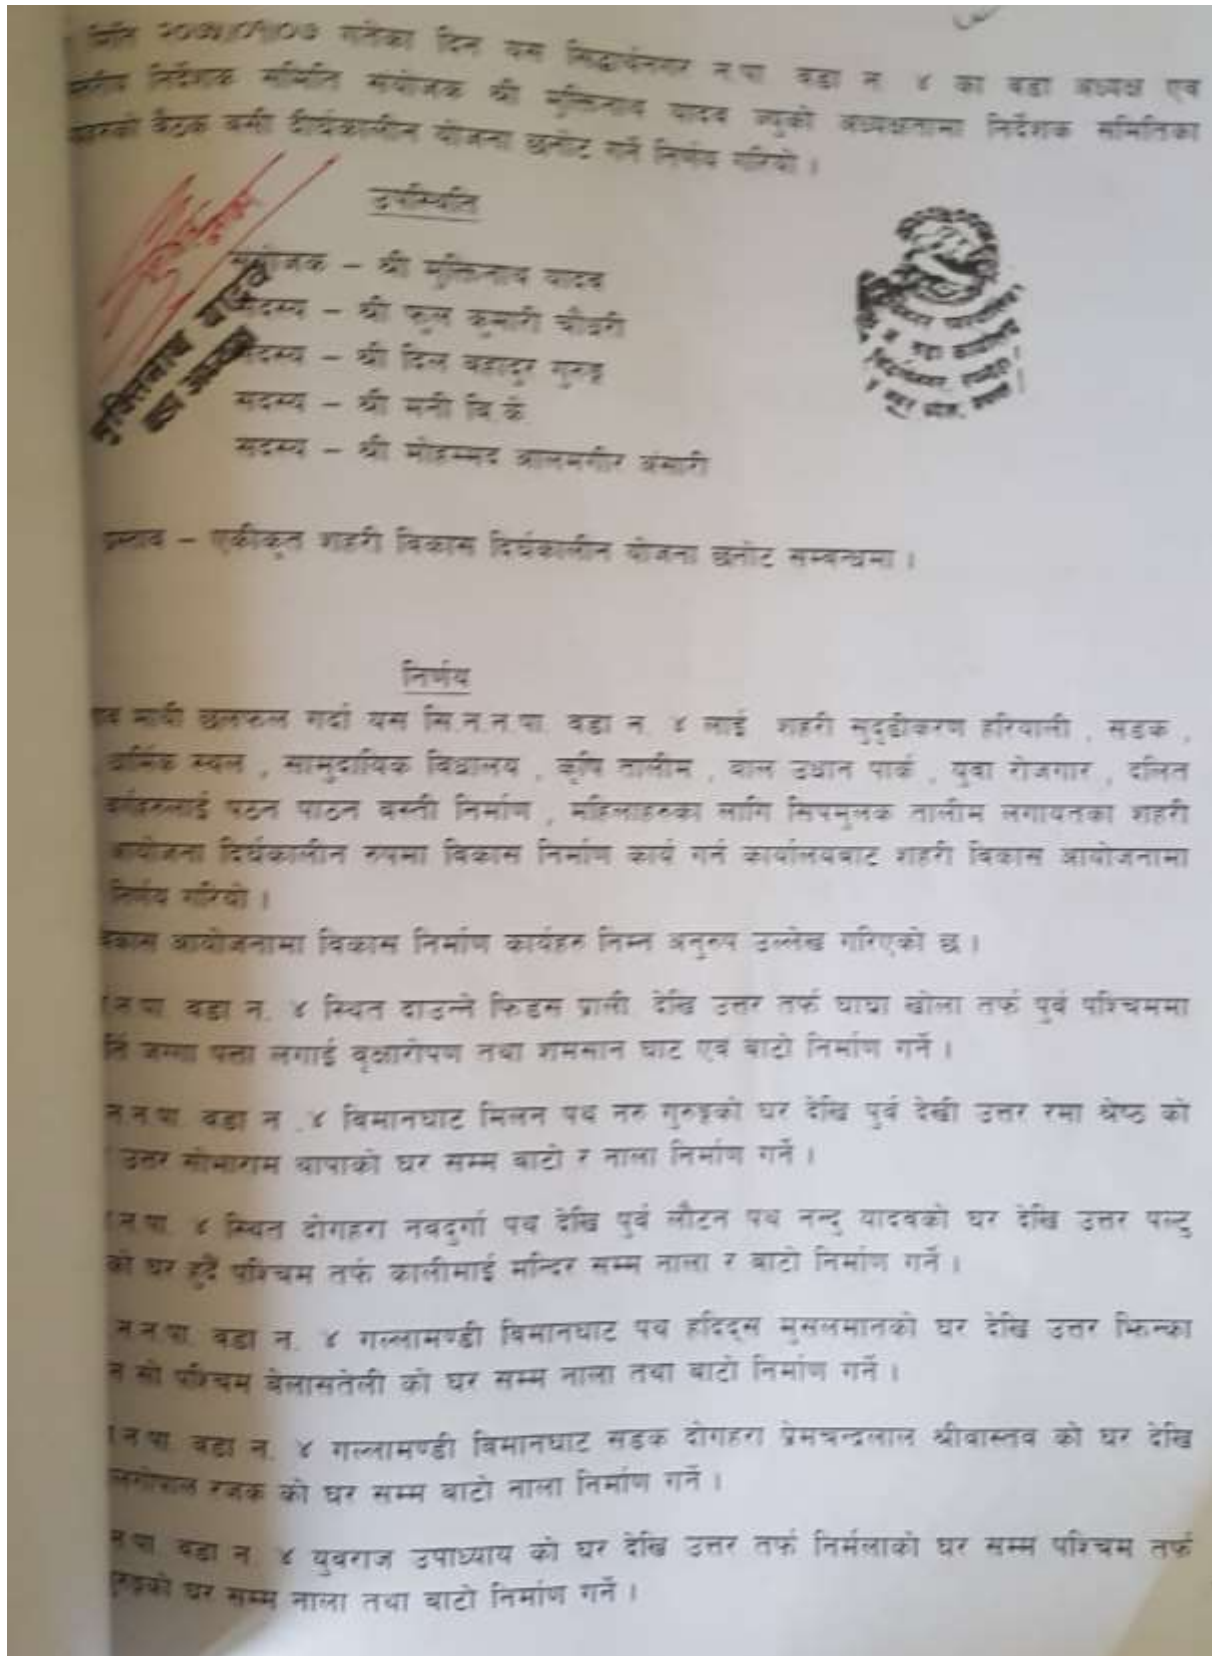 मिति गतेका दिन यस सिद्धार्थनगर न.पा. वडा न. ४ का वडा अध्यक्ष एवं
निर्देशक समिति संयोजक श्री मुक्तिनाथ यादव ज्युको अध्यक्षतामा निर्देशक समितिका
बैठक बसी दीर्घकालीन योजना छनोट गर्ने निर्णय गरियो ।
उपस्थिति
संयोजक – श्री मुक्तिनाथ यादव
सदस्य – श्री फुल कुमारी चौधरी
सदस्य – श्री दिल बहादुर गुरुङ्ग
सदस्य – श्री मनी वि.के.
सदस्य – श्री मोहम्मद आलमगीर अंसारी
मुक्तिनाथ यादव
वडा अध्यक्ष
प्रस्ताव – एकीकृत शहरी विकास दिर्घकालीन योजना छनोट सम्बन्धमा ।
निर्णय
माथी छलफल गर्दा यस सि.न.न.पा. वडा न. ४ लाई शहरी सुदृढीकरण हरियाली , सडक ,
धार्मिक स्थल , सामुदायिक विद्यालय , कृषि तालीम , बाल उद्यान पार्क , युवा रोजगार , दलित
पठन पाठन बस्ती निर्माण , महिलाहरुका लागि सिपमुलक तालीम लगायतका शहरी
आयोजना दिर्घकालीन रुपमा विकास निर्माण कार्य गर्न कार्यालयबाट शहरी विकास आयोजनामा
निर्णय गरियो ।
विकास आयोजनामा विकास निर्माण कार्यहरु निम्न अनुरुप उल्लेख गरिएको छ ।
न.पा. वडा न. ४ स्थित दाउन्ने फिडस प्राली. देखि उत्तर तर्फ घाघा खोला तर्फ पुर्व पश्चिममा
जग्गा पत्ता लगाई वृक्षारोपण तथा शमसान घाट एवं बाटो निर्माण गर्ने ।
न.न.पा. वडा न. ४ विमानघाट मिलन पथ नरु गुरुङ्गको घर देखि पुर्व देखी उत्तर रमा श्रेष्ठ को
उत्तर सोभाराम थापाको घर सम्म बाटो र नाला निर्माण गर्ने ।
न.पा. ४ स्थित दोगहरा नवदुर्गा पथ देखि पुर्व लौटन पथ नन्दु यादवको घर देखि उत्तर पल्टु
को घर हुदै पश्चिम तर्फ कालीमाई मन्दिर सम्म नाला र बाटो निर्माण गर्ने ।
न.न.पा. वडा न. ४ गल्लामण्डी विमानघाट पथ हदिद्स मुसलमानको घर देखि उत्तर झिन्का
पश्चिम बेलासतेली को घर सम्म नाला तथा बाटो निर्माण गर्ने ।
न.पा. वडा न. ४ गल्लामण्डी विमानघाट सडक दोगहरा प्रेमचन्द्रलाल श्रीवास्तव को घर देखि
रजक को घर सम्म बाटो नाला निर्माण गर्ने ।
न.पा. वडा न. ४ युवराज उपाध्याय को घर देखि उत्तर तर्फ निर्मलाको घर सम्म पश्चिम तर्फ
घर सम्म नाला तथा बाटो निर्माण गर्ने ।